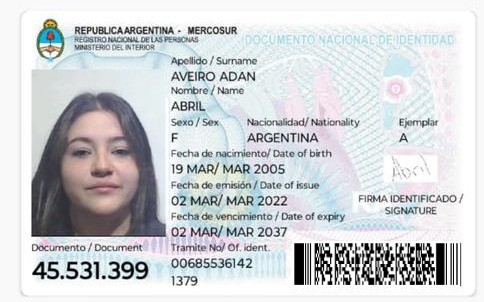 REPUBLICA ARGENTINA - MERCOSUR
REGISTRO NACIONAL DE LAS PERSONAS
MINISTERIO DEL INTERIOR
DOCUMENTO NACIONAL DE IDENTIDAD
Apellido / Surname
AVEIRO ADAN
Nombre / Name
ABRIL
Sexo / Sex Nacionalidad/ Nationality Ejemplar
F ARGENTINA A
Fecha de nacimiento/ Date of birth
19 MAR/ MAR 2005
Fecha de emisión / Date of issue
02 MAR/ MAR 2022
Abril
FIRMA IDENTIFICADO /
SIGNATURE
Fecha de vencimiento / Date of expiry
02 MAR/ MAR 2037
Documento / Document
45.531.399
Tramite No/ Of. ident.
00685536142
1379